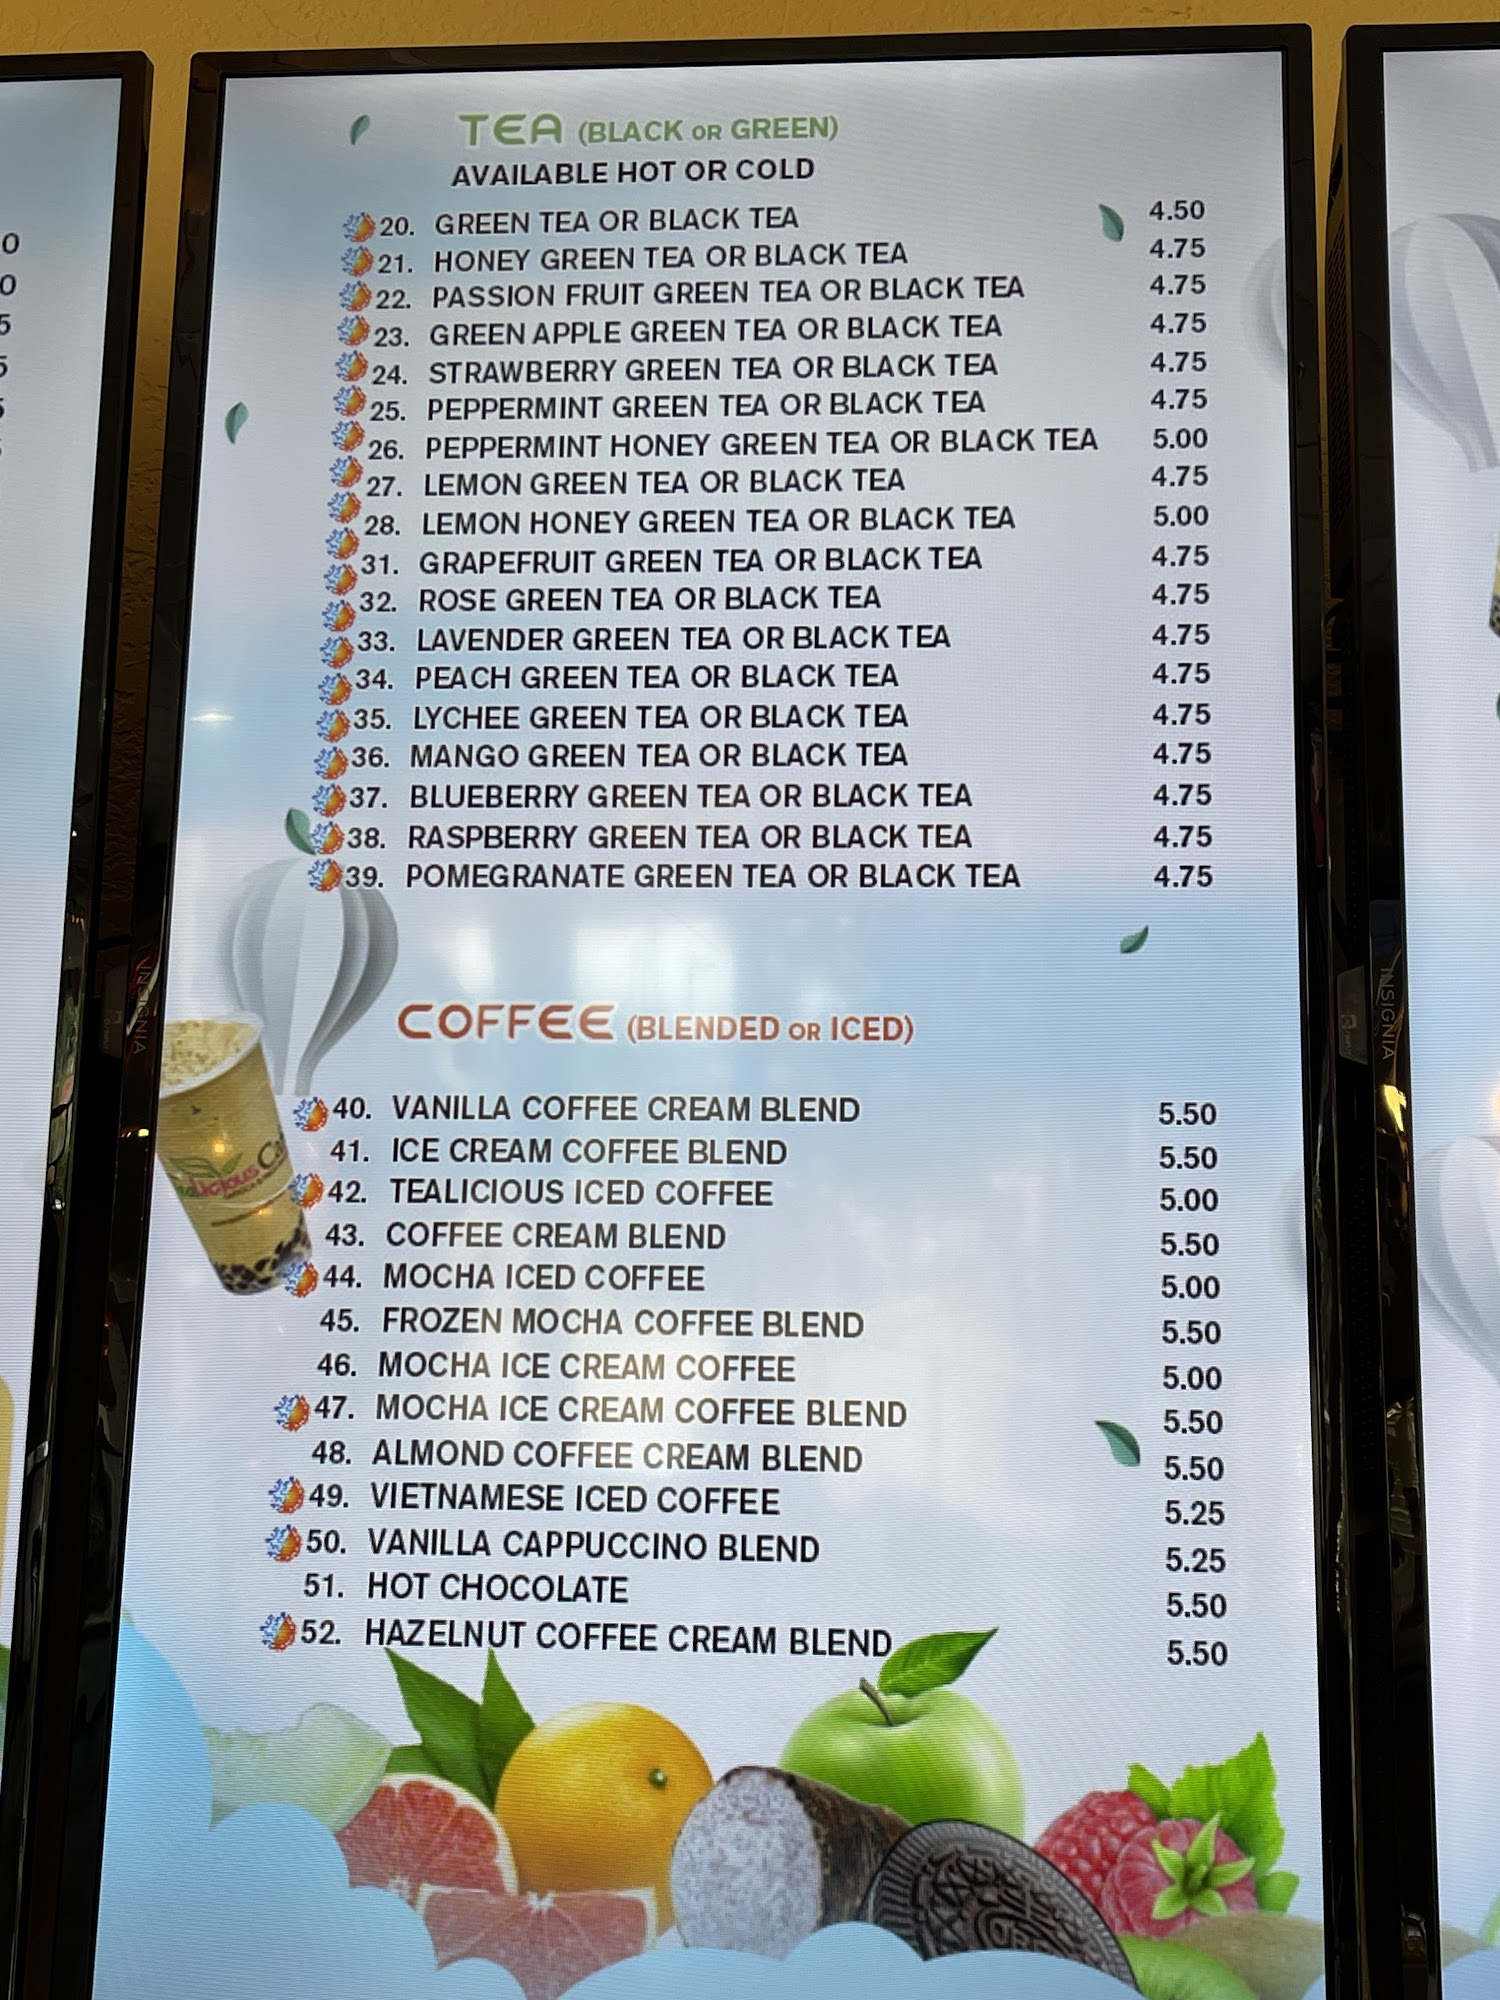 TEA (BLACK OR GREEN)
AVAILABLE HOT OR COLD
20. GREEN TEA OR BLACK TEA 4.50
21. HONEY GREEN TEA OR BLACK TEA 4.75
22. PASSION FRUIT GREEN TEA OR BLACK TEA 4.75
23. GREEN APPLE GREEN TEA OR BLACK TEA 4.75
24. STRAWBERRY GREEN TEA OR BLACK TEA 4.75
25. PEPPERMINT GREEN TEA OR BLACK TEA 4.75
26. PEPPERMINT HONEY GREEN TEA OR BLACK TEA 5.00
27. LEMON GREEN TEA OR BLACK TEA 4.75
28. LEMON HONEY GREEN TEA OR BLACK TEA 5.00
31. GRAPEFRUIT GREEN TEA OR BLACK TEA 4.75
32. ROSE GREEN TEA OR BLACK TEA 4.75
33. LAVENDER GREEN TEA OR BLACK TEA 4.75
34. PEACH GREEN TEA OR BLACK TEA 4.75
35. LYCHEE GREEN TEA OR BLACK TEA 4.75
36. MANGO GREEN TEA OR BLACK TEA 4.75
37. BLUEBERRY GREEN TEA OR BLACK TEA 4.75
38. RASPBERRY GREEN TEA OR BLACK TEA 4.75
39. POMEGRANATE GREEN TEA OR BLACK TEA 4.75
COFFEE (BLENDED OR ICED)
40. VANILLA COFFEE CREAM BLEND 5.50
41. ICE CREAM COFFEE BLEND 5.50
42. TEALICIOUS ICED COFFEE 5.00
43. COFFEE CREAM BLEND 5.50
44. MOCHA ICED COFFEE 5.00
45. FROZEN MOCHA COFFEE BLEND 5.50
46. MOCHA ICE CREAM COFFEE 5.00
47. MOCHA ICE CREAM COFFEE BLEND 5.50
48. ALMOND COFFEE CREAM BLEND 5.50
49. VIETNAMESE ICED COFFEE 5.25
50. VANILLA CAPPUCCINO BLEND 5.25
51. HOT CHOCOLATE 5.50
52. HAZELNUT COFFEE CREAM BLEND 5.50
INSIGNIA
INSIGNIA